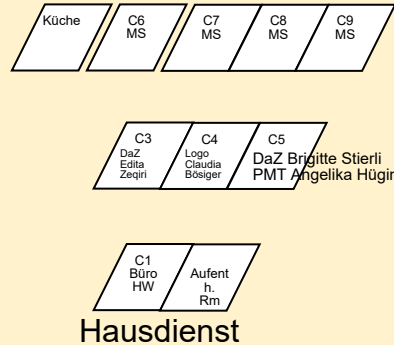 Küche
C6
MS
C7
MS
C8
MS
C9
MS
C3
DaZ
Edita
Zeqiri
C4
Logo
Claudia
Bösiger
C5
DaZ Brigitte Stierli
PMT Angelika Hügin
C1
Büro
HW
Aufent
h.
Rm
Hausdienst